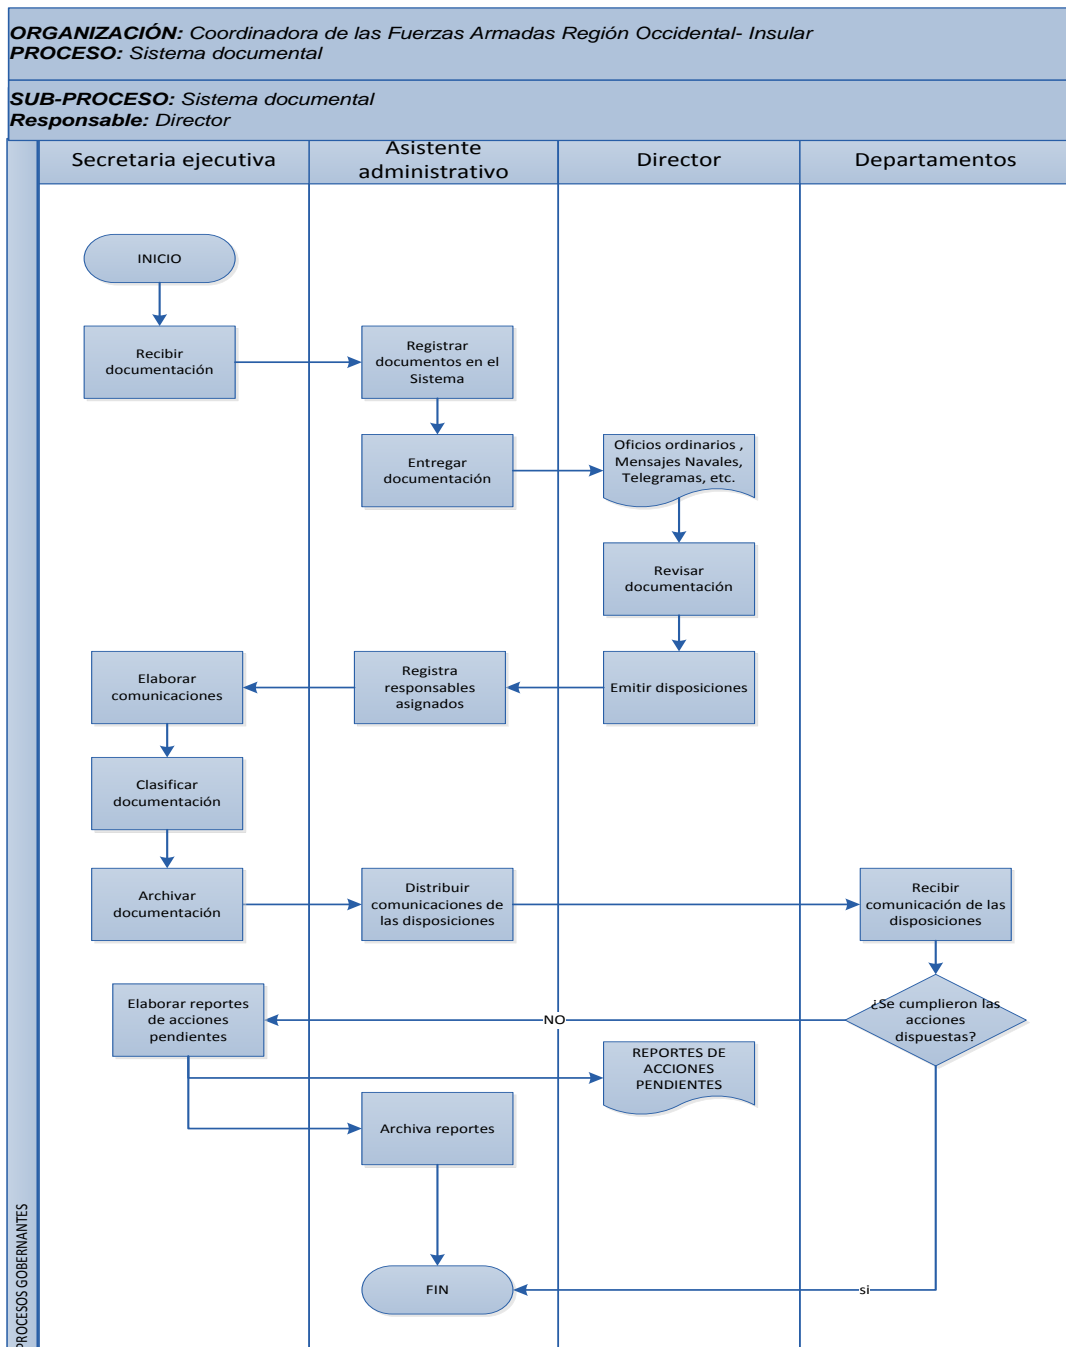 ORGANIZACIÓN: Coordinadora de las Fuerzas Armadas Región Occidental- Insular
PROCESO: Sistema documental
SUB-PROCESO: Sistema documental
Responsable: Director
Secretaria ejecutiva
Asistente
administrativo
Director
Departamentos
INICIO
Recibir
documentación
Registrar
documentos en el
Sistema
Entregar
documentación
Oficios ordinarios ,
Mensajes Navales,
Telegramas, etc.
Revisar
documentación
Emitir disposiciones
Registra
responsables
asignados
Elaborar
comunicaciones
Clasificar
documentación
Archivar
documentación
Distribuir
comunicaciones de
las disposiciones
Recibir
comunicación de las
disposiciones
¿Se cumplieron las
acciones
dispuestas?
NO
Elaborar reportes
de acciones
pendientes
REPORTES DE
ACCIONES
PENDIENTES
Archiva reportes
si
FIN
PROCESOS GOBERNANTES